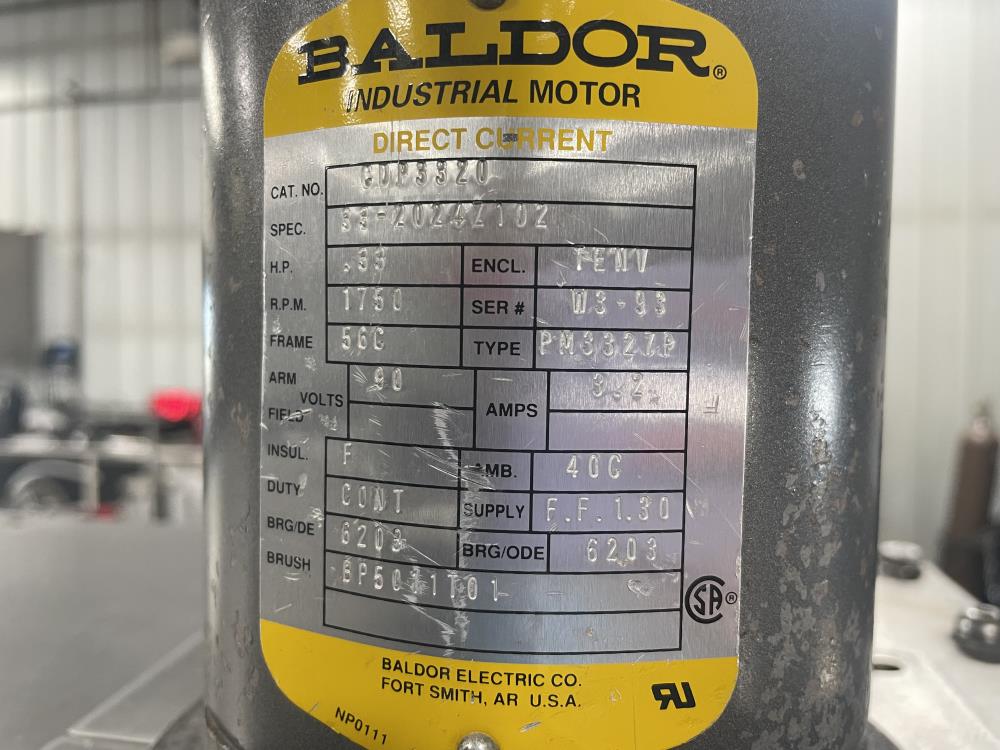 BALDOR®
INDUSTRIAL MOTOR
DIRECT CURRENT
CAT. NO. CDP3320
SPEC. 33-2024Z102
H.P. .33 ENCL. TENV
R.P.M. 1750 SER # W3-93
FRAME 56C TYPE PM3327P
ARM VOLTS 90 AMPS 3.2
FIELD
INSUL. F AMB. 40C
DUTY CONT SUPPLY F.F. 1.30
BRG/DE 6203 BRG/ODE 6203
BRUSH BP5011T01
SA®
BALDOR ELECTRIC CO.
FORT SMITH, AR U.S.A.
NP0111